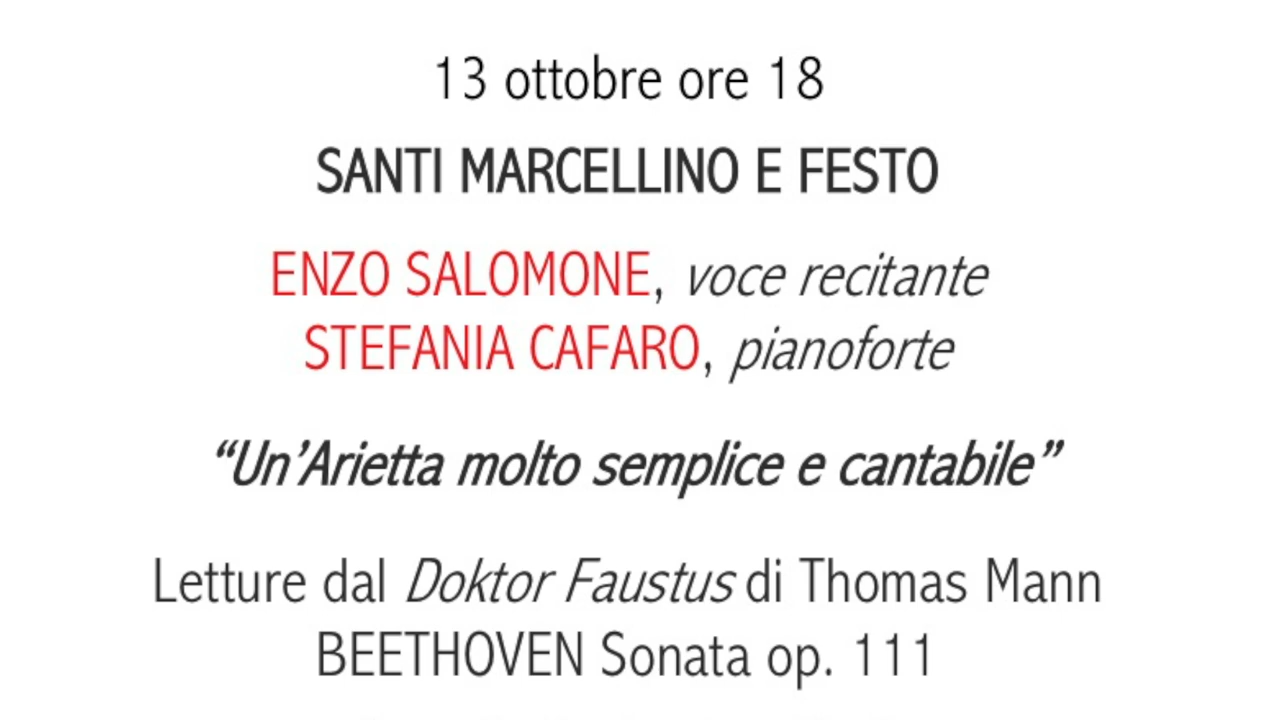 13 ottobre ore 18
SANTI MARCELLINO E FESTO
ENZO SALOMONE, voce recitante
STEFANIA CAFARO, pianoforte
“Un’Arietta molto semplice e cantabile”
Letture dal Doktor Faustus di Thomas Mann
BEETHOVEN Sonata op. 111